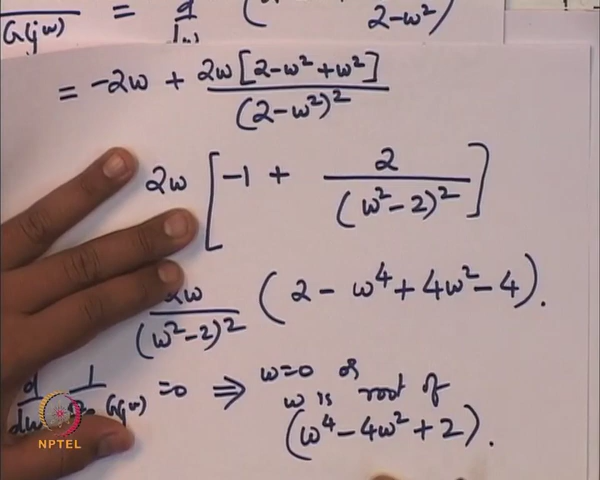 G(jω) = d/dω ( 2-ω²)
= -2ω + 2ω[2-ω²+ω²] / (2-ω²)²
2ω [ -1 + 2 / (ω²-2)² ]
2ω / (ω²-2)² ( 2 - ω⁴ + 4ω² - 4 ).
d/dω 1/ G(jω) =0 ⇒ ω=0 or
ω is root of
(ω⁴ - 4ω² + 2).
NPTEL